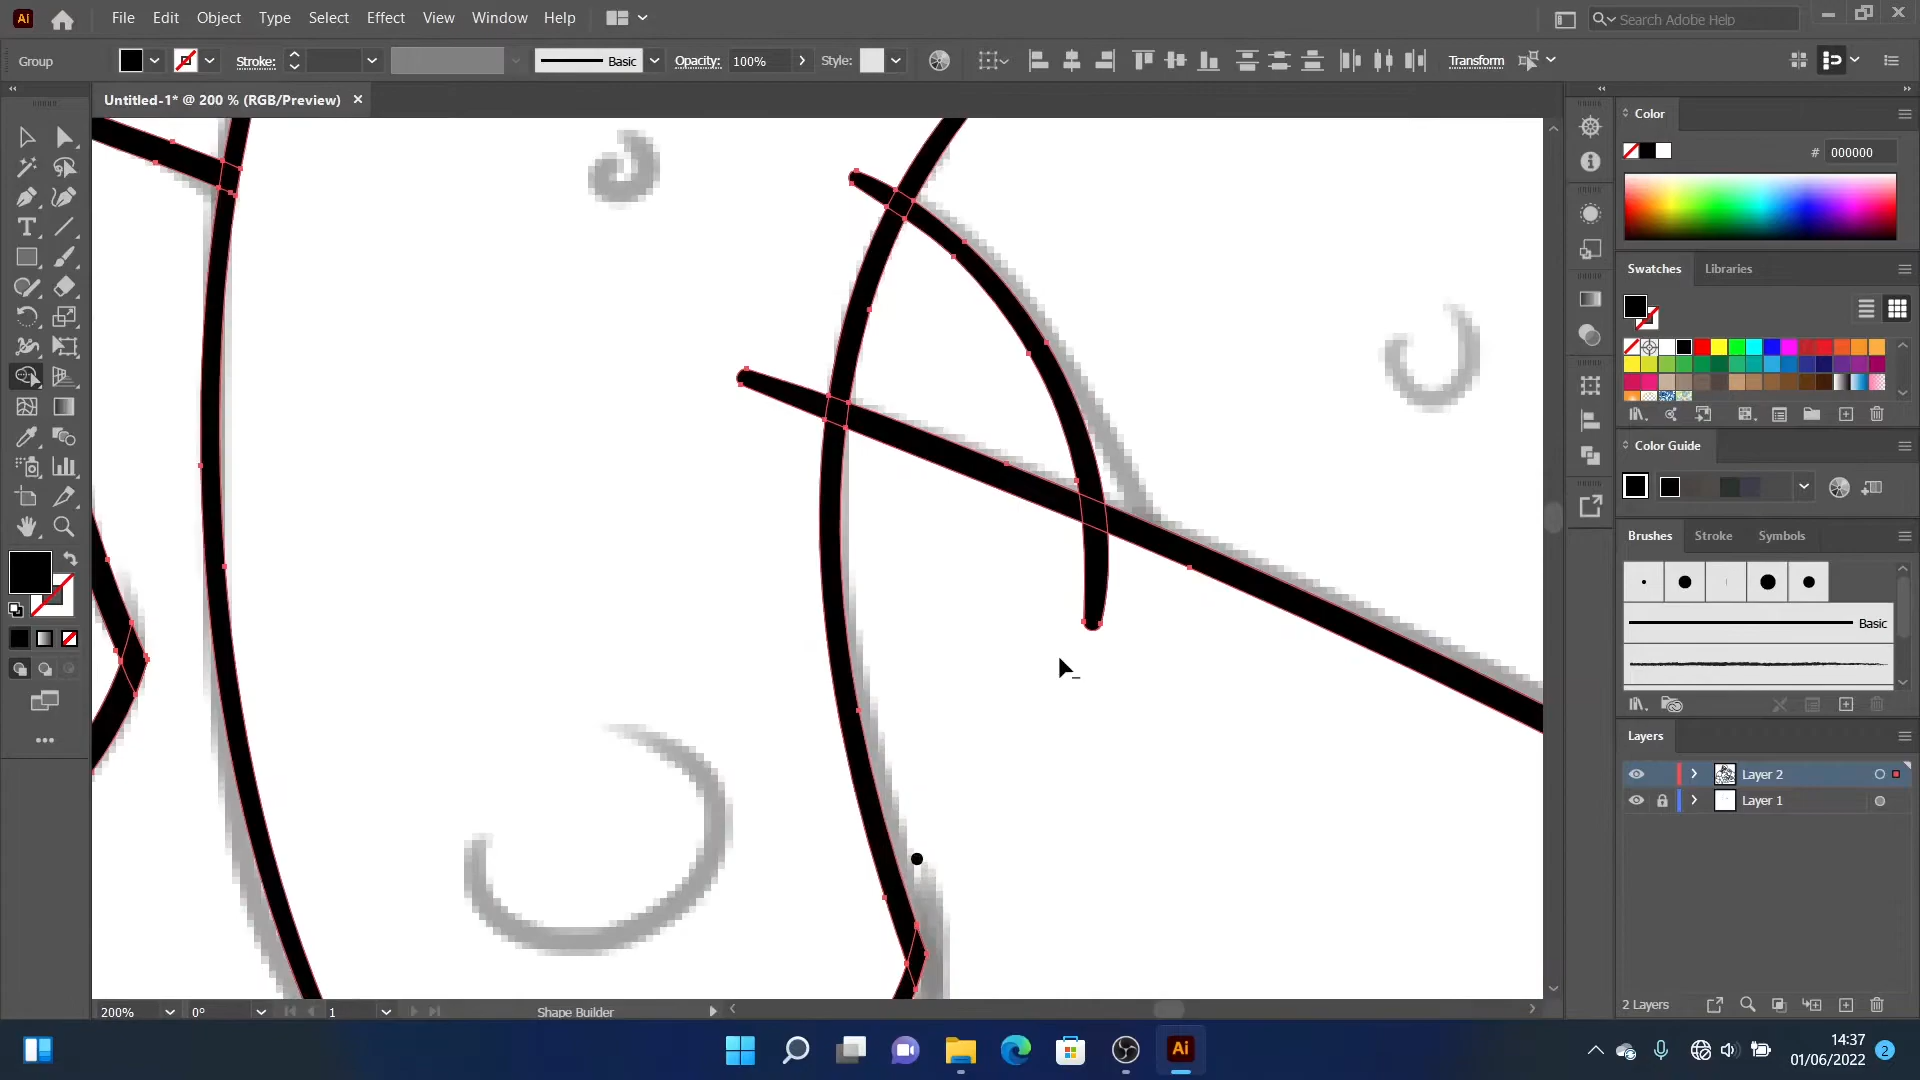 Ai File Edit Object Type Select Effect View Window Help Search Adobe Help
Group Stroke: Basic Opacity: 100% Style: Transform
Untitled-1* @ 200 % (RGB/Preview)
Color
# 000000
Swatches Libraries
Color Guide
Brushes Stroke Symbols
Basic
Layers
Layer 2
Layer 1
2 Layers
200% 0° 1 Shape Builder
Ai
14:37
01/06/2022
2